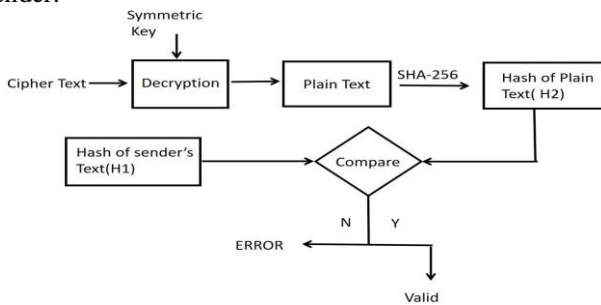 Symmetric
Key
Cipher Text
Decryption
Plain Text
SHA-256
Hash of Plain
Text( H2)
Hash of sender's
Text(H1)
Compare
N
Y
ERROR
Valid